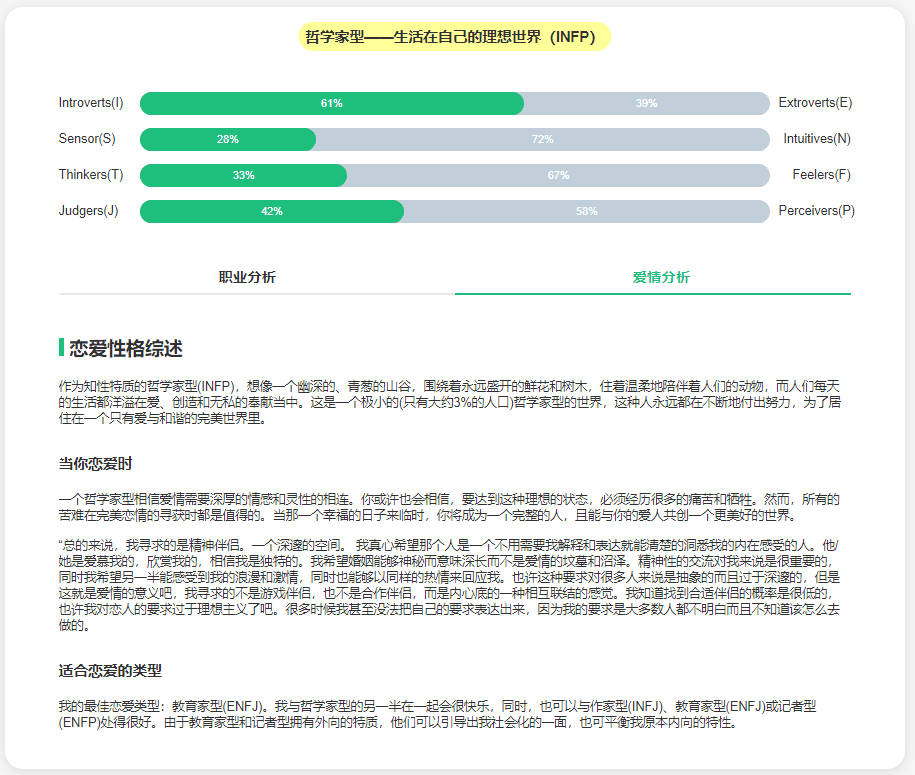 哲学家型——生活在自己的理想世界（INFP）
Introverts(I) 61% 39% Extroverts(E)
Sensor(S) 28% 72% Intuitives(N)
Thinkers(T) 33% 67% Feelers(F)
Judgers(J) 42% 58% Perceivers(P)
职业分析 爱情分析
恋爱性格综述
作为知性特质的哲学家型(INFP)，想像一个幽深的、青葱的山谷，围绕着永远盛开的鲜花和树木，住着温柔地陪伴着人们的动物，而人们每天
的生活都洋溢在爱、创造和无私的奉献当中。这是一个极小的(只有大约3%的人口)哲学家型的世界，这种人永远都在不断地付出努力，为了居
住在一个只有爱与和谐的完美世界里。
当你恋爱时
一个哲学家型相信爱情需要深厚的情感和灵性的相连。你或许也会相信，要达到这种理想的状态，必须经历很多的痛苦和牺牲。然而，所有的
苦难在完美恋情的寻获时都是值得的。当那一个幸福的日子来临时，你将成为一个完整的人，且能与你的爱人共创一个更美好的世界。
“总的来说，我寻求的是精神伴侣。一个深邃的空间。 我真心希望那个人是一个不用需要我解释和表达就能清楚的洞悉我的内在感受的人。他/
她是爱慕我的，欣赏我的，相信我是独特的。我希望婚姻能够神秘而意味深长而不是爱情的坟墓和沼泽。精神性的交流对我来说是很重要的，
同时我希望另一半能感受到我的浪漫和激情，同时也能够以同样的热情来回应我。也许这种要求对很多人来说是抽象的而且过于深邃的，但是
这就是爱情的意义吧，我寻求的不是游戏伴侣，也不是合作伴侣，而是内心底的一种相互联结的感觉。我知道找到合适伴侣的概率是很低的，
也许我对恋人的要求过于理想主义了吧。很多时候我甚至没法把自己的要求表达出来，因为我的要求是大多数人都不明白而且不知道该怎么去
做的。
适合恋爱的类型
我的最佳恋爱类型：教育家型(ENFJ)。我与哲学家型的另一半在一起会很快乐，同时，也可以与作家型(INFJ)、教育家型(ENFJ)或记者型
(ENFP)处得很好。由于教育家型和记者型拥有外向的特质，他们可以引导出我社会化的一面，也可平衡我原本内向的特性。